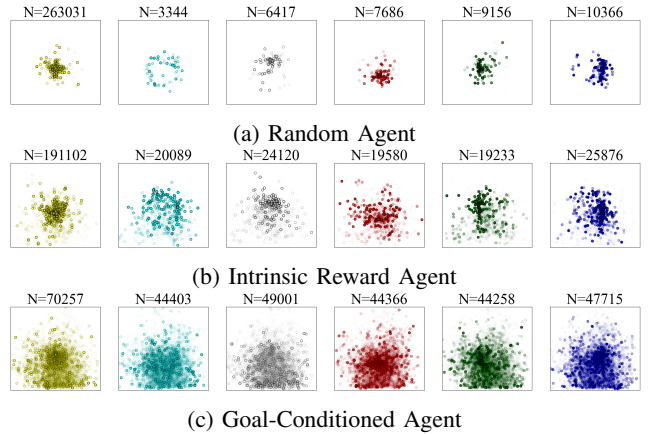 N=263031 N=3344 N=6417 N=7686 N=9156 N=10366
(a) Random Agent
N=191102 N=20089 N=24120 N=19580 N=19233 N=25876
(b) Intrinsic Reward Agent
N=70257 N=44403 N=49001 N=44366 N=44258 N=47715
(c) Goal-Conditioned Agent